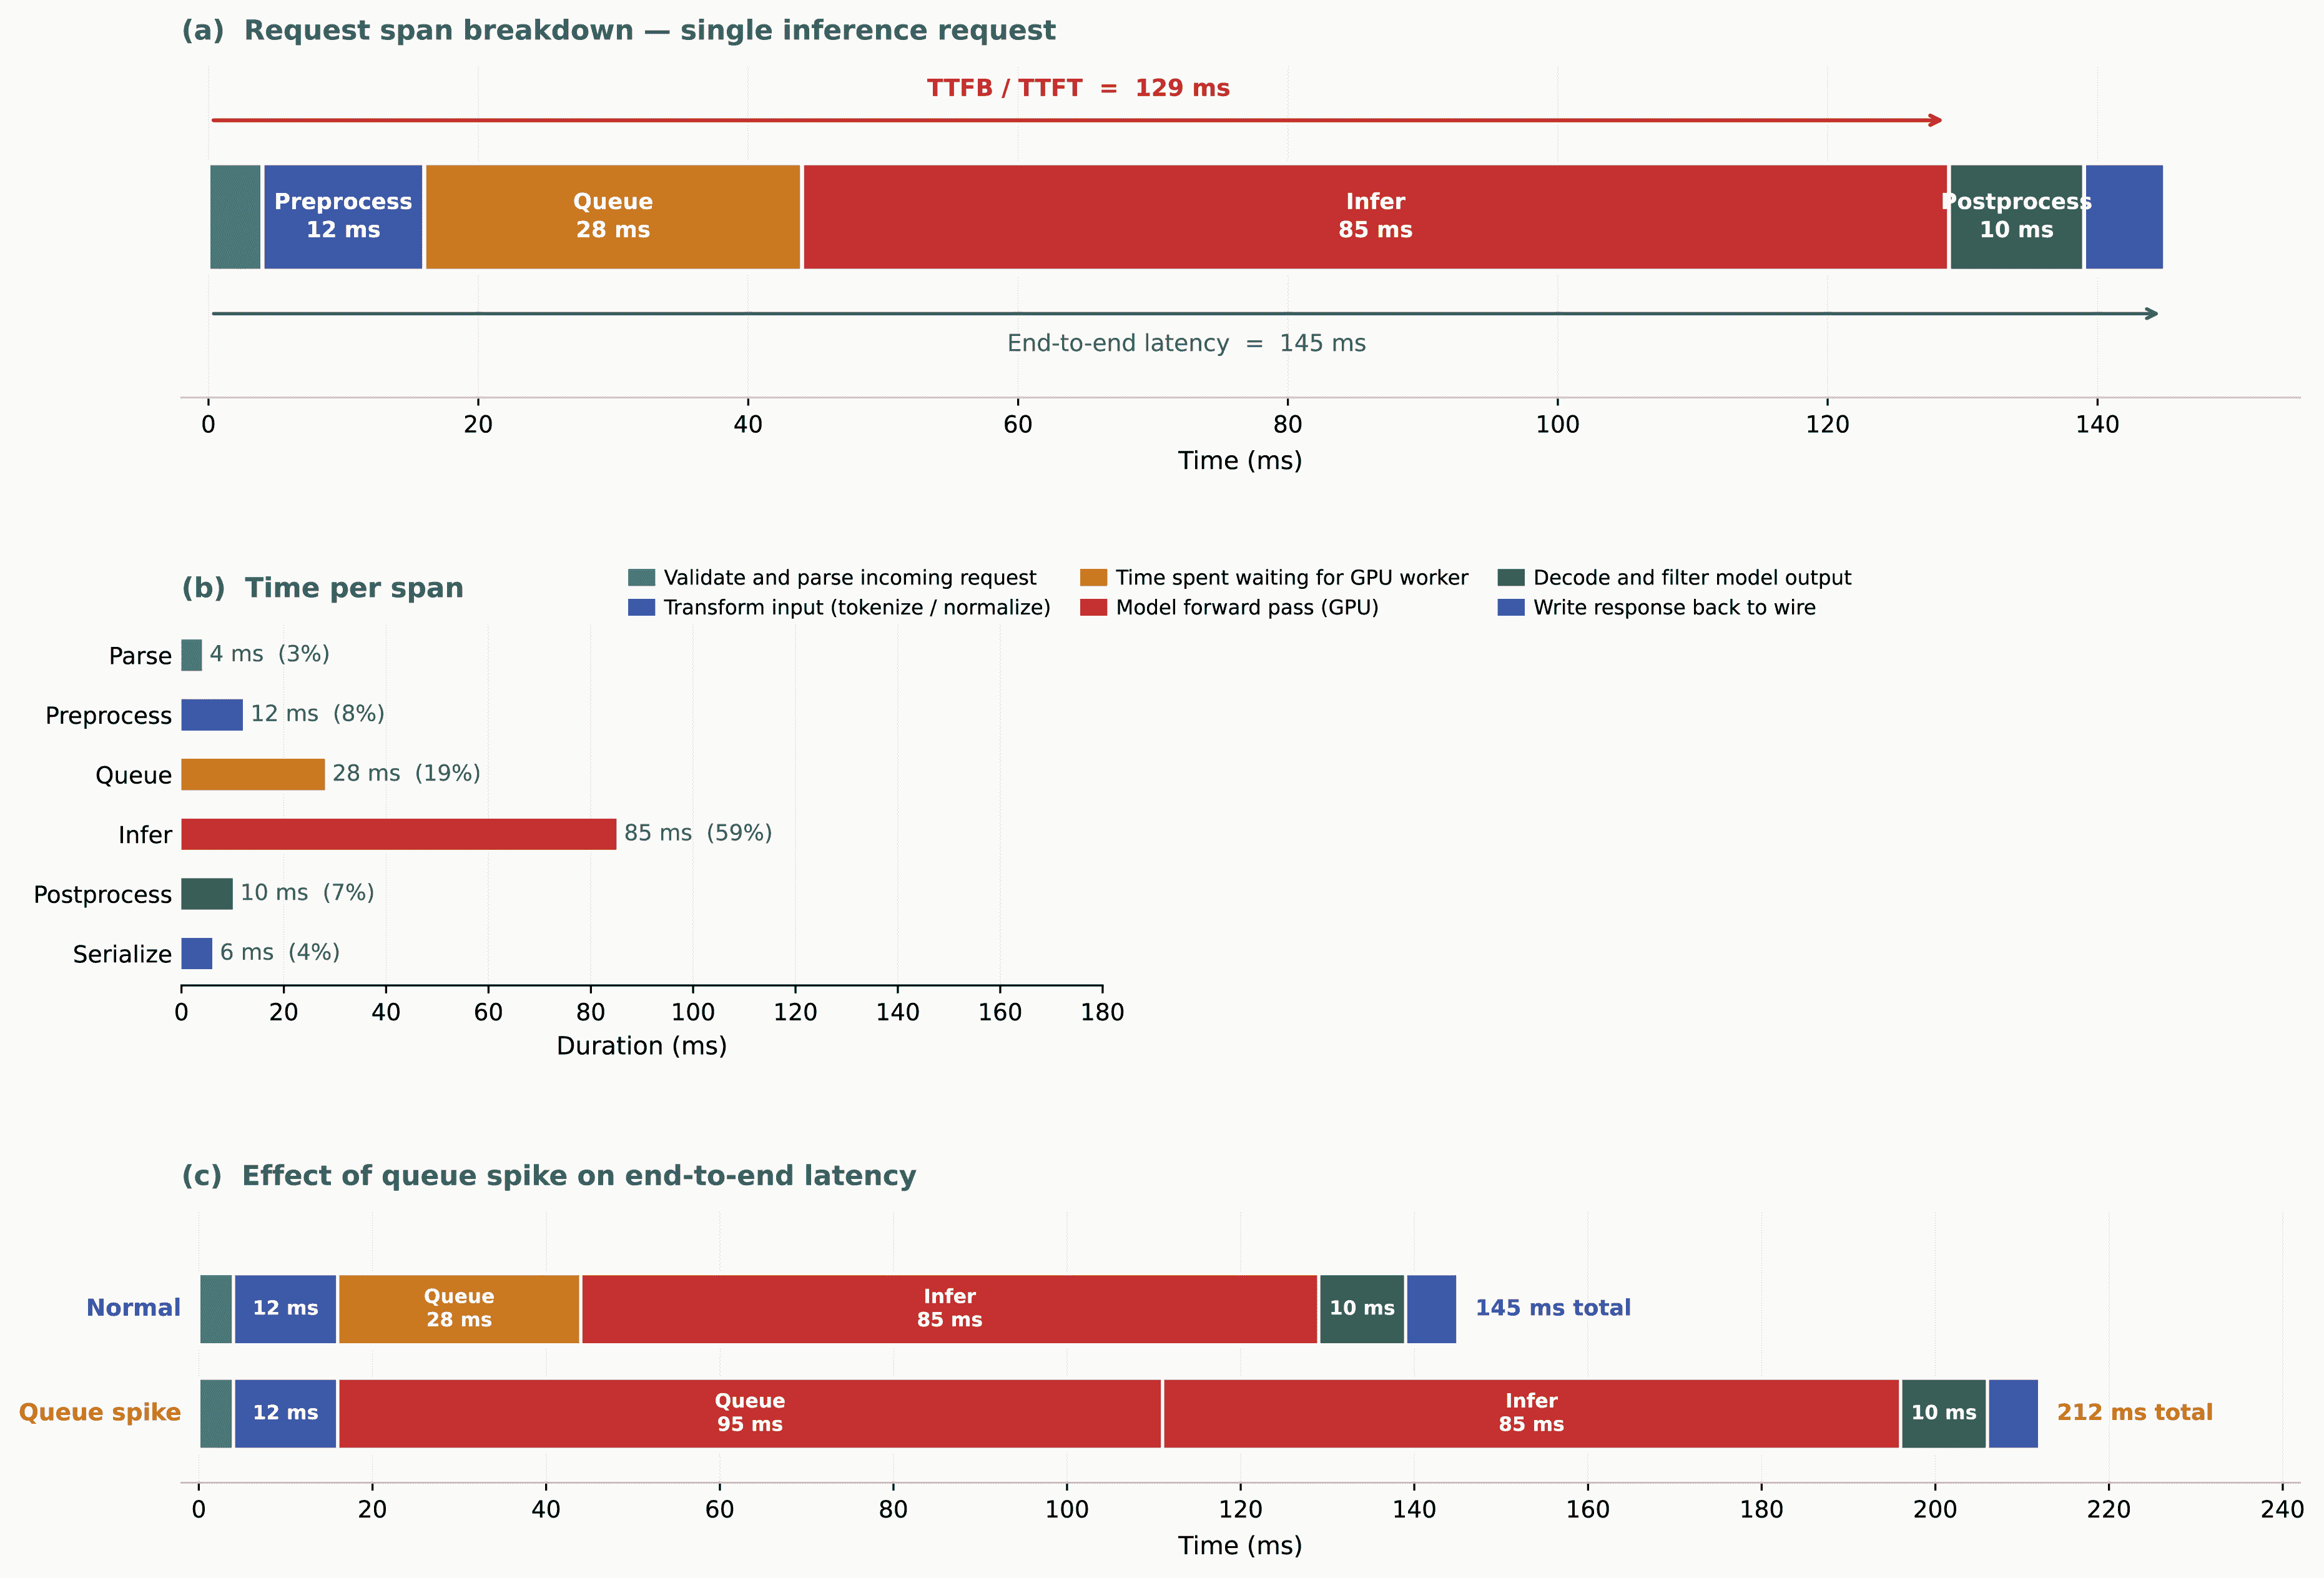 (a)  Request span breakdown — single inference request
TTFB / TTFT  =  129 ms
Preprocess
12 ms
Queue
28 ms
Infer
85 ms
Postprocess
10 ms
End-to-end latency  =  145 ms
0 20 40 60 80 100 120 140
Time (ms)
(b)  Time per span
Validate and parse incoming request
Transform input (tokenize / normalize)
Time spent waiting for GPU worker
Model forward pass (GPU)
Decode and filter model output
Write response back to wire
Parse 4 ms  (3%)
Preprocess 12 ms  (8%)
Queue 28 ms  (19%)
Infer 85 ms  (59%)
Postprocess 10 ms  (7%)
Serialize 6 ms  (4%)
0 20 40 60 80 100 120 140 160 180
Duration (ms)
(c)  Effect of queue spike on end-to-end latency
Normal
12 ms
Queue
28 ms
Infer
85 ms
10 ms
145 ms total
Queue spike
12 ms
Queue
95 ms
Infer
85 ms
10 ms
212 ms total
0 20 40 60 80 100 120 140 160 180 200 220 240
Time (ms)